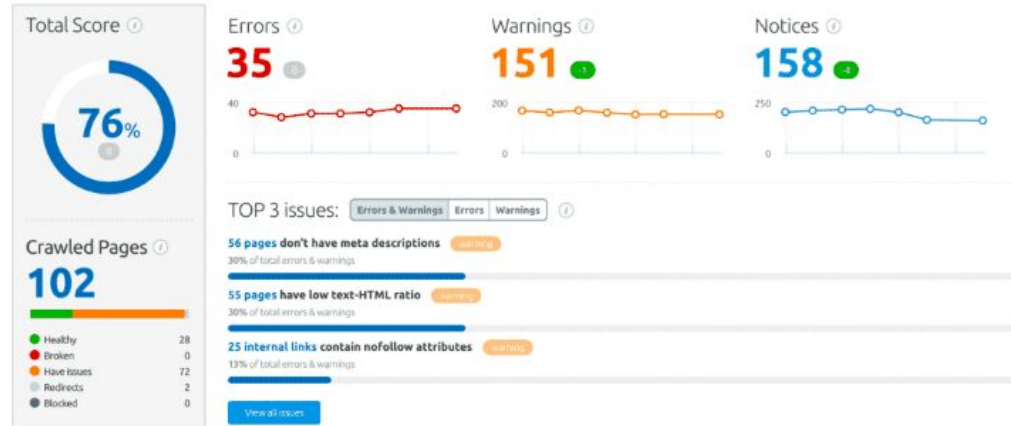 Total Score
76%
0
Crawled Pages
102
Healthy 28
Broken 0
Have issues 72
Redirects 2
Blocked 0
Errors
35
0
40
0
Warnings
151
-1
200
0
Notices
158
250
0
TOP 3 issues: Errors & Warnings Errors Warnings
56 pages don't have meta descriptions warning
30% of total errors & warnings
55 pages have low text-HTML ratio warning
30% of total errors & warnings
25 internal links contain nofollow attributes warning
13% of total errors & warnings
View all issues